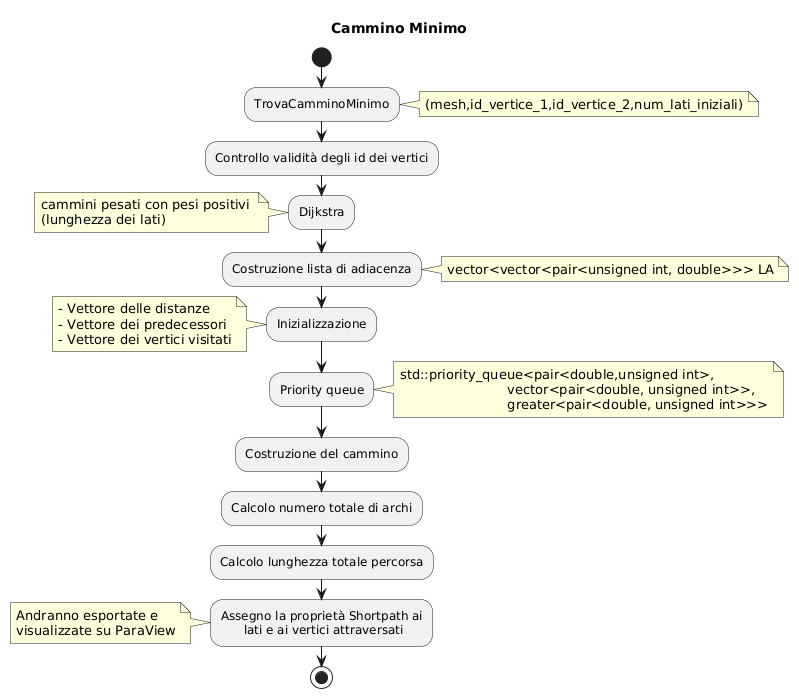 Cammino Minimo
TrovaCamminoMinimo
(mesh,id_vertice_1,id_vertice_2,num_lati_iniziali)
Controllo validità degli id dei vertici
cammini pesati con pesi positivi
(lunghezza dei lati)
Dijkstra
Costruzione lista di adiacenza
vector<vector<pair<unsigned int, double>>> LA
- Vettore delle distanze
- Vettore dei predecessori
- Vettore dei vertici visitati
Inizializzazione
Priority queue
std::priority_queue<pair<double,unsigned int>,
vector<pair<double, unsigned int>>,
greater<pair<double, unsigned int>>>
Costruzione del cammino
Calcolo numero totale di archi
Calcolo lunghezza totale percorsa
Andranno esportate e
visualizzate su ParaView
Assegno la proprietà Shortpath ai
lati e ai vertici attraversati